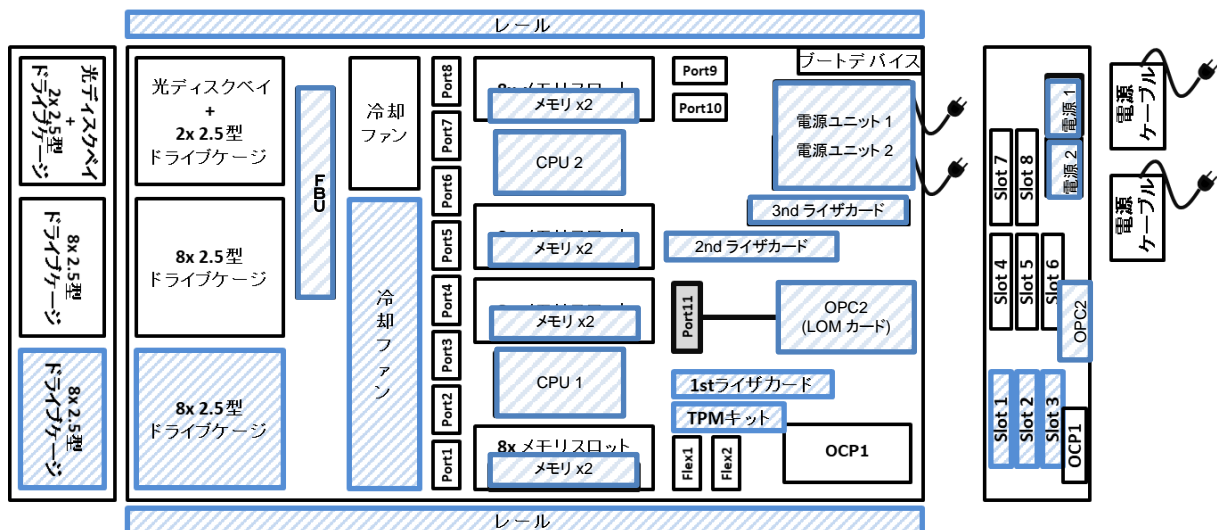 レール
光ディスクベイ
+
2x 2.5型
ドライブケージ
8x 2.5型
ドライブケージ
8x 2.5型
ドライブケージ
光ディスクベイ
+
2x 2.5型
ドライブケージ
8x 2.5型
ドライブケージ
8x 2.5型
ドライブケージ
FBU
冷却
ファン
冷却ファン
Port8
Port7
Port6
Port5
Port4
Port3
Port2
Port1
メモリ x2
CPU 2
メモリ x2
メモリ x2
CPU 1
8x メモリスロット
メモリ x2
Port9
Port10
ブートデバイス
電源ユニット 1
電源ユニット 2
3nd ライザカード
2nd ライザカード
Port11
OPC2
(LOM カード)
1stライザカード
TPMキット
Flex1
Flex2
OCP1
レール
電源 1
電源 2
Slot 7
Slot 8
Slot 4
Slot 5
Slot 6
OPC2
Slot 1
Slot 2
Slot 3
OCP1
電源
ケーブル
電源
ケーブル